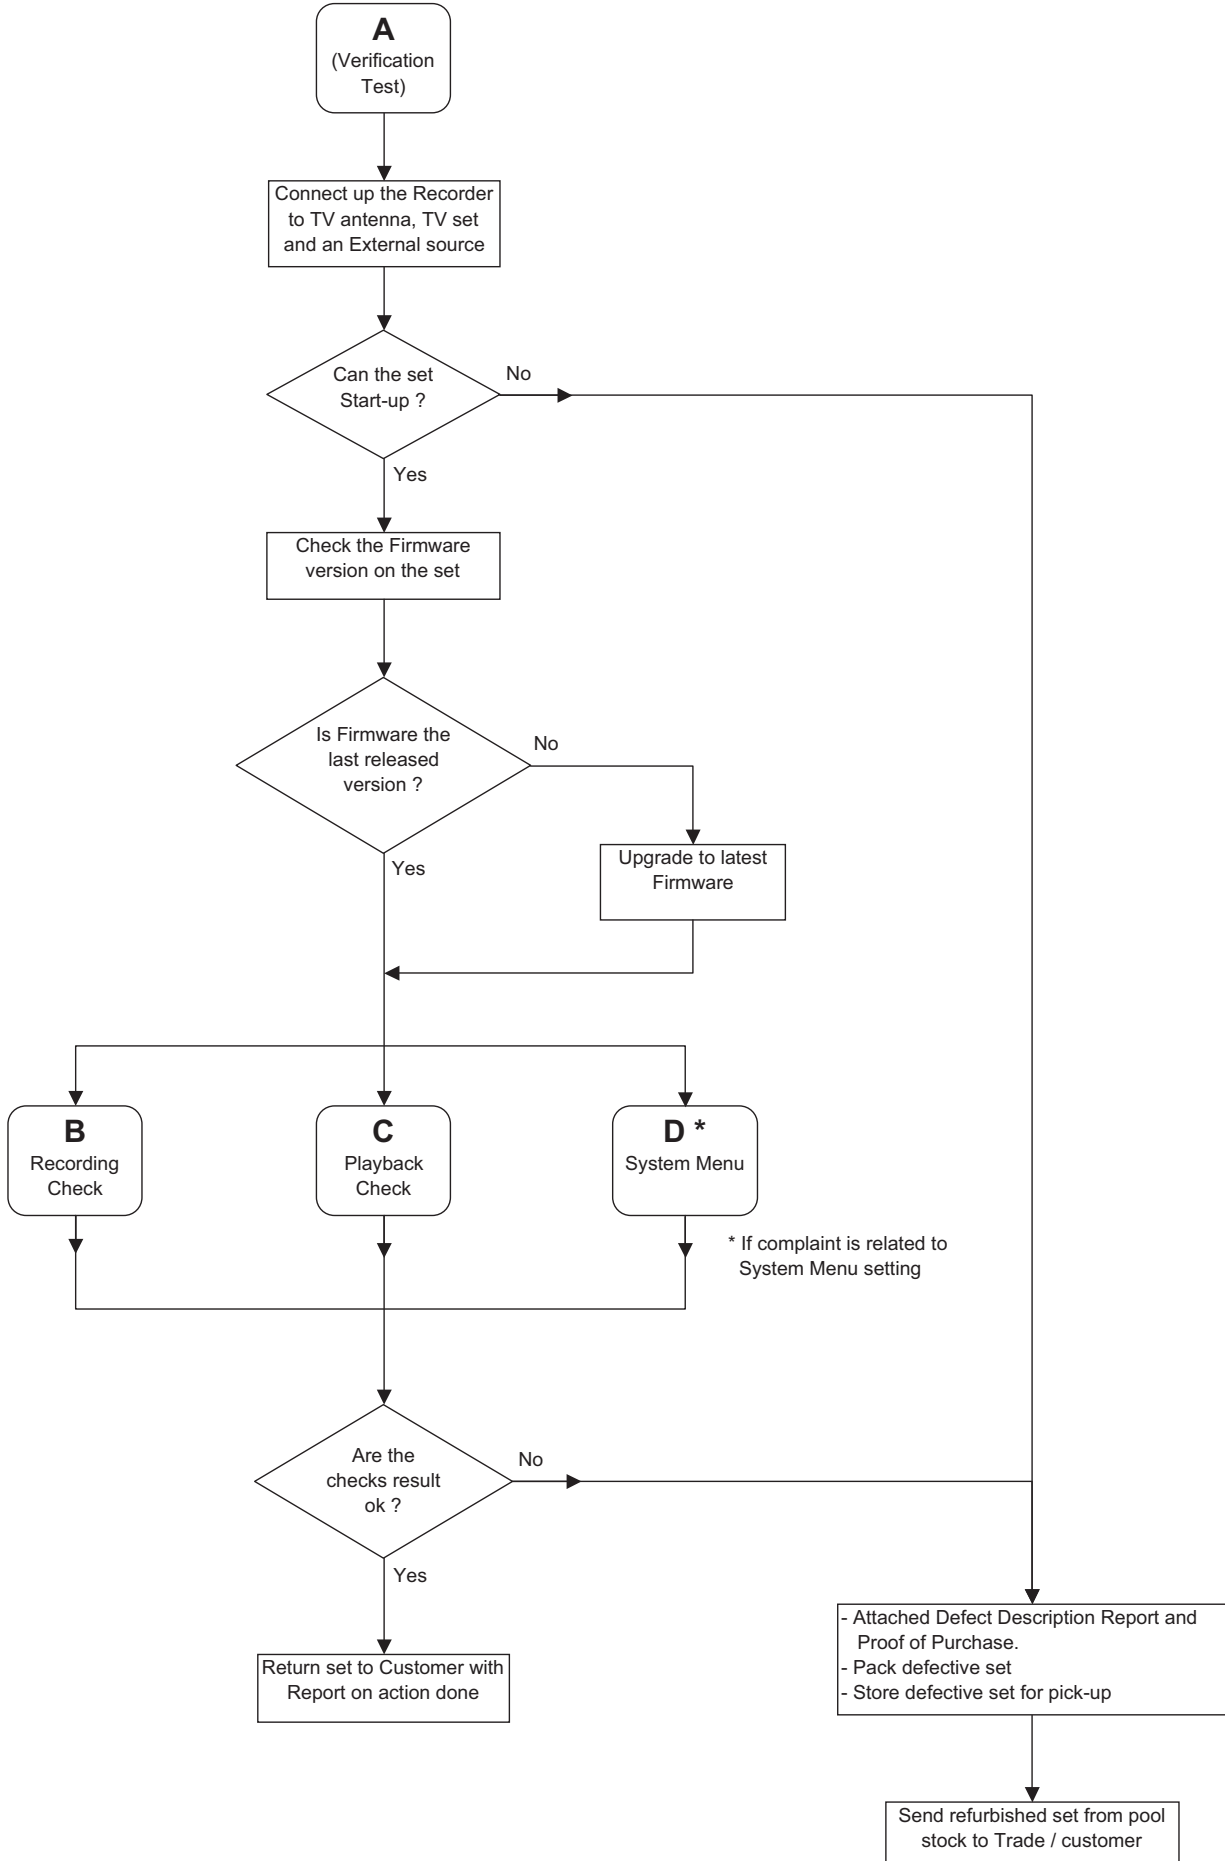 A
(Verification
Test)
Connect up the Recorder
to TV antenna, TV set
and an External source
Can the set
Start-up ?
No
Yes
Check the Firmware
version on the set
Is Firmware the
last released
version ?
No
Yes
Upgrade to latest
Firmware
B
Recording
Check
C
Playback
Check
D *
System Menu
* If complaint is related to
System Menu setting
Are the
checks result
ok ?
No
Yes
Return set to Customer with
Report on action done
- Attached Defect Description Report and
Proof of Purchase.
- Pack defective set
- Store defective set for pick-up
Send refurbished set from pool
stock to Trade / customer